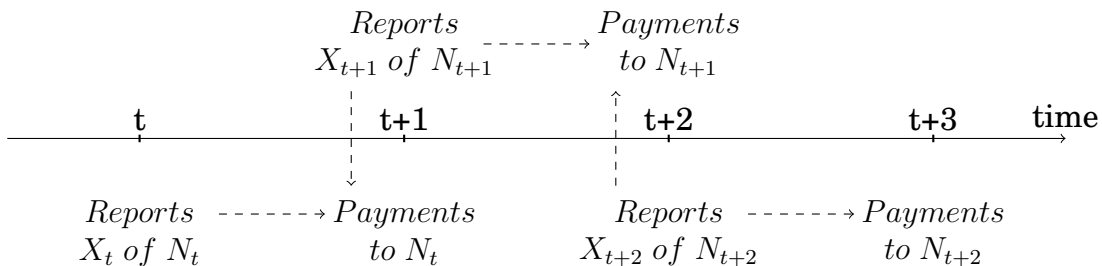 Reports Payments
X_{t+1} of N_{t+1} to N_{t+1}
t t+1 t+2 t+3 time
Reports Payments Reports Payments
X_t of N_t to N_t X_{t+2} of N_{t+2} to N_{t+2}